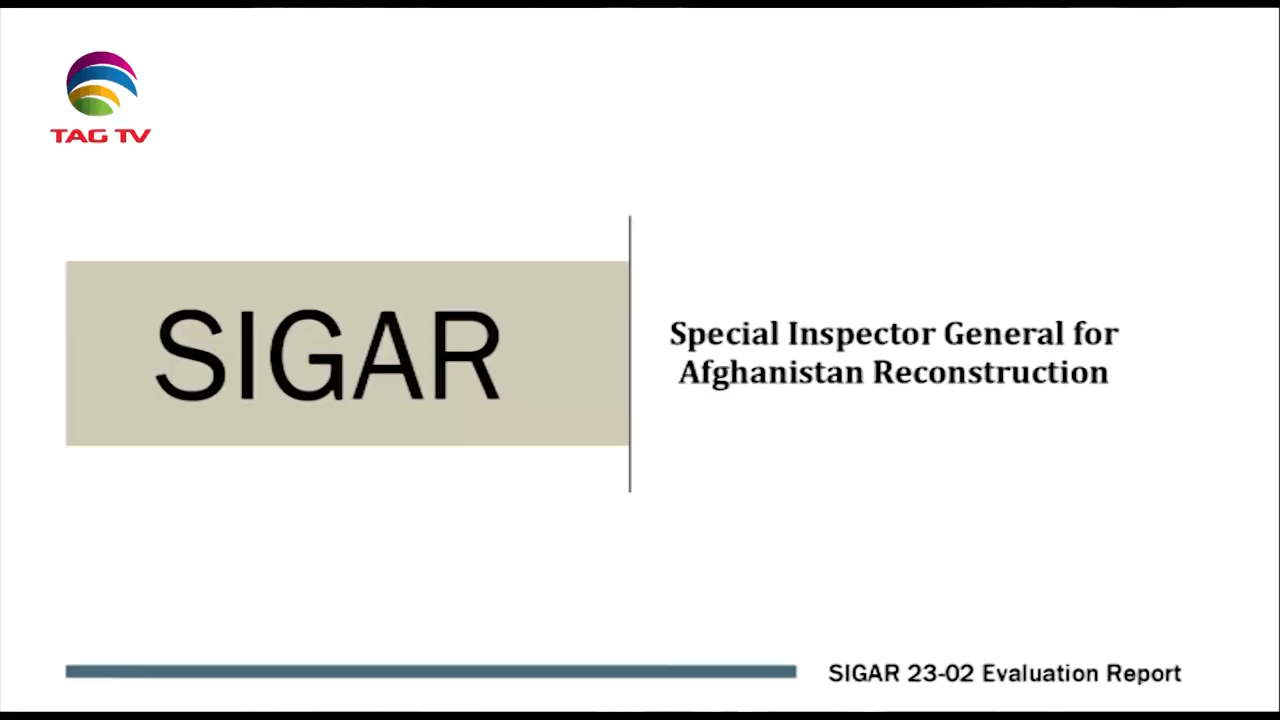 TAG TV
SIGAR
Special Inspector General for
Afghanistan Reconstruction
SIGAR 23-02 Evaluation Report